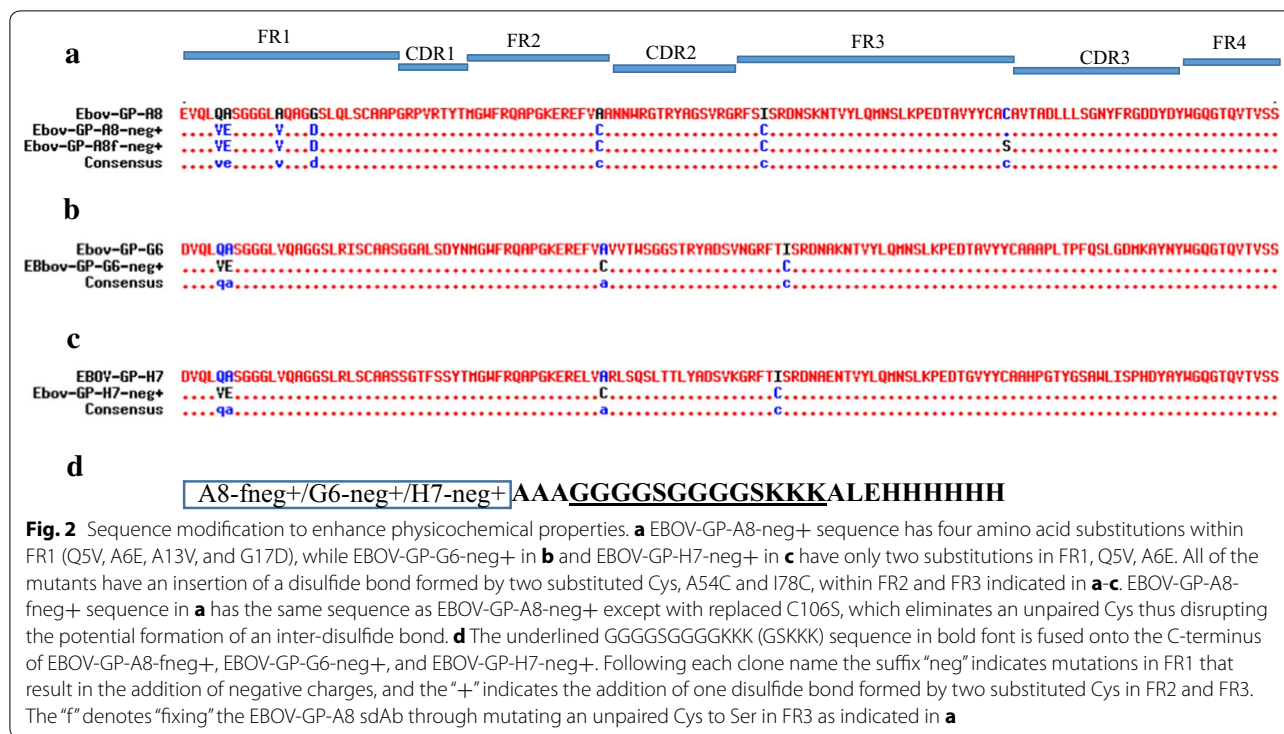 FR1 CDR1 FR2 CDR2 FR3 CDR3 FR4
a
Ebov-GP-A8 EVQLQASGGGLAQAGGSLQLSCAAPGRPVRTYTMGWFRQAPGKEREFVAANNWRGTRYAGSVRGRFSISRDNSKNTVYLQMNSLKPEDTAVYYCACAVTADLLLSGNYFRGDDYDYWGQGTQVTVSS
Ebov-GP-A8-neg+ ....VE.....V...D................................C..................C...........................................................
Ebov-GP-A8f-neg+ ....VE.....V...D................................C..................C...........................S...............................
Consensus ....ve.....v...d................................c..................c...........................c...............................
b
Ebov-GP-G6 DVQLQASGGGLVQAGGSLRISCAASGGALSDYNMGWFRQAPGKEREFVAVVTWSGGSTRYADSVNGRFTISRDNAKNTVYLQMNSLKPEDTAVYYCAAAPLTPFQSLGDMKAYNYWGQGTQVTVSS
EBbov-GP-G6-neg+ ....VE..........................................C....................C........................................................
Consensus ....qa..........................................a....................c........................................................
c
EBOV-GP-H7 DVQLQASGGGLVQAGGSLRLSCAASSGTFSSYTMGWFRQAPGKERELVARLSQSLTTLYADSVKGRFTISRDNAENTVYLQMNSLKPEDTGVYYCAAHPGTYGSAWLISPHDYAYWGQGTQVTVSS
Ebov-GP-H7-neg+ ....VE..........................................C...................C.........................................................
Consensus ....qa..........................................a...................c.........................................................
d
A8-fneg+/G6-neg+/H7-neg+ AAAGGGGSGGGGSKKKALEHHHHHH
Fig. 2 Sequence modification to enhance physicochemical properties. a EBOV-GP-A8-neg+ sequence has four amino acid substitutions within
FR1 (Q5V, A6E, A13V, and G17D), while EBOV-GP-G6-neg+ in b and EBOV-GP-H7-neg+ in c have only two substitutions in FR1, Q5V, A6E. All of the
mutants have an insertion of a disulfide bond formed by two substituted Cys, A54C and I78C, within FR2 and FR3 indicated in a-c. EBOV-GP-A8-
fneg+ sequence in a has the same sequence as EBOV-GP-A8-neg+ except with replaced C106S, which eliminates an unpaired Cys thus disrupting
the potential formation of an inter-disulfide bond. d The underlined GGGGSGGGGKKK (GSKKK) sequence in bold font is fused onto the C-terminus
of EBOV-GP-A8-fneg+, EBOV-GP-G6-neg+, and EBOV-GP-H7-neg+. Following each clone name the suffix "neg" indicates mutations in FR1 that
result in the addition of negative charges, and the "+" indicates the addition of one disulfide bond formed by two substituted Cys in FR2 and FR3.
The "f" denotes "fixing" the EBOV-GP-A8 sdAb through mutating an unpaired Cys to Ser in FR3 as indicated in a